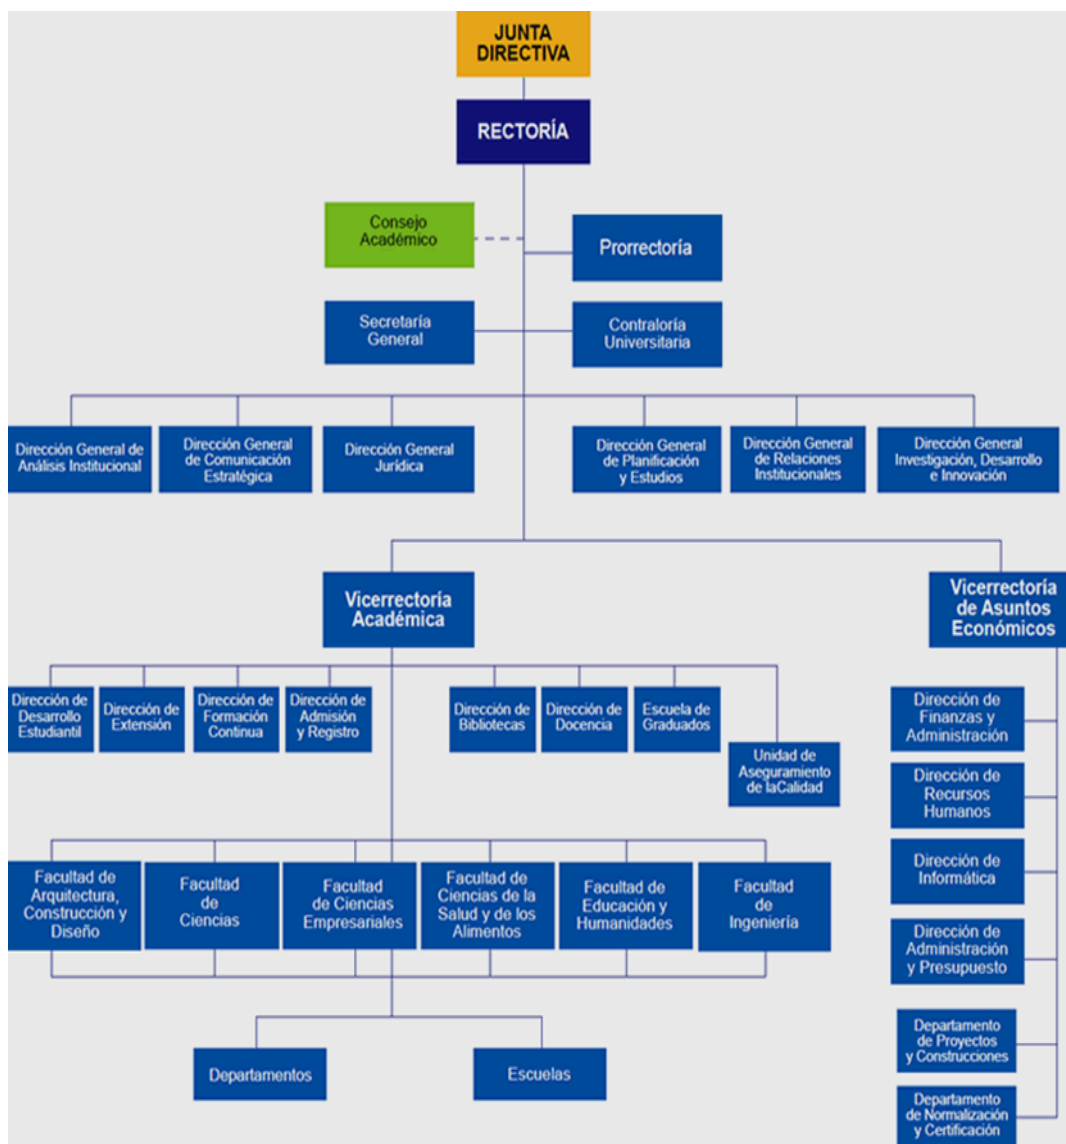 JUNTA
DIRECTIVA
RECTORÍA
Consejo
Académico
Prorrectoría
Secretaría
General
Contraloría
Universitaria
Dirección General de
Análisis Institucional
Dirección General
de Comunicación
Estratégica
Dirección General
Jurídica
Dirección General
de Planificación
y Estudios
Dirección General
de Relaciones
Institucionales
Dirección General
Investigación, Desarrollo
e Innovación
Vicerrectoría
Académica
Vicerrectoría
de Asuntos
Económicos
Dirección de
Desarrollo
Estudiantil
Dirección de
Extensión
Dirección de
Formación
Continua
Dirección de
Admisión
y Registro
Dirección de
Bibliotecas
Dirección de
Docencia
Escuela de
Graduados
Unidad de
Aseguramiento
de laCalidad
Facultad de
Arquitectura,
Construcción y
Diseño
Facultad
de
Ciencias
Facultad
de Ciencias
Empresariales
Facultad de
Ciencias de la
Salud y de los
Alimentos
Facultad de
Educación y
Humanidades
Facultad
de
Ingeniería
Departamentos
Escuelas
Dirección de
Finanzas y
Administración
Dirección de
Recursos
Humanos
Dirección de
Informática
Dirección de
Administración
y Presupuesto
Departamento
de Proyectos
y Construcciones
Departamento
de Normalización
y Certificación